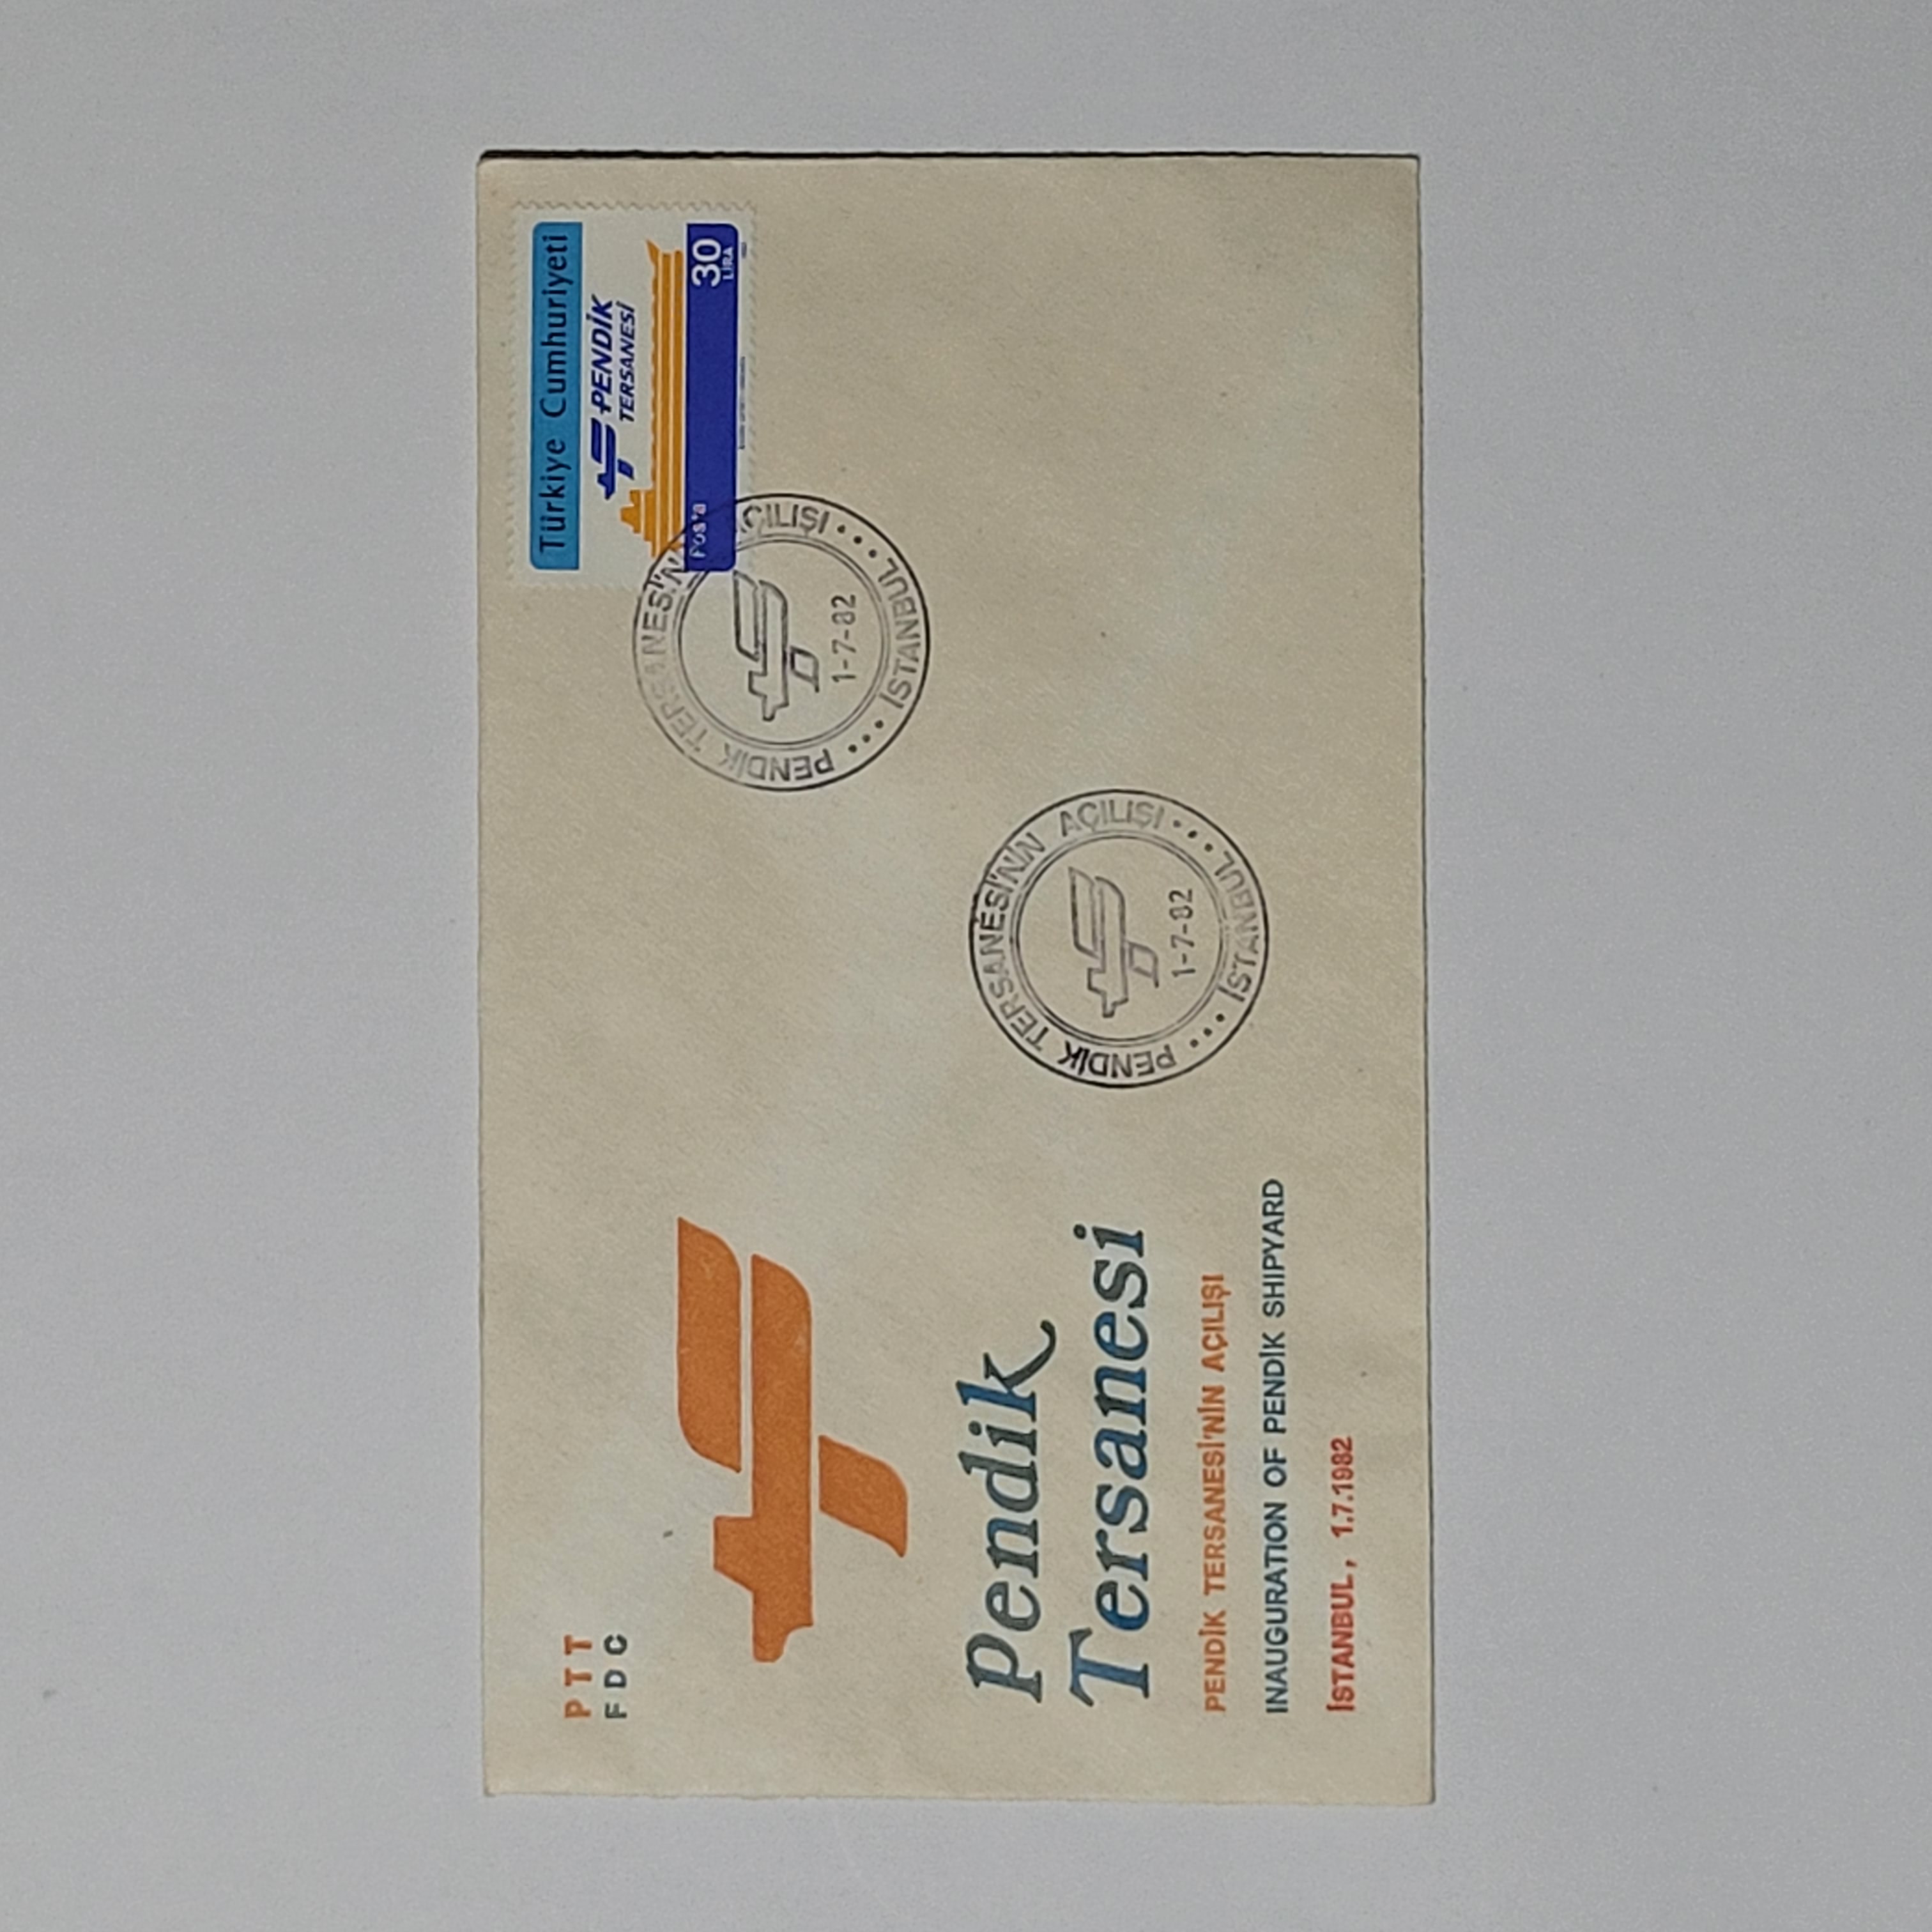 PTT
FDC
Türkiye Cumhuriyeti
PENDİK
TERSANESİ
Posta
30
LİRA
PENDİK TERSANESİ'NİN AÇILIŞI
1-7-82
İSTANBUL
PENDİK TERSANESİ'NİN AÇILIŞI
1-7-82
İSTANBUL
Pendik
Tersanesi
PENDİK TERSANESİ'NİN AÇILIŞI
INAUGURATION OF PENDİK SHIPYARD
İSTANBUL, 1.7.1982